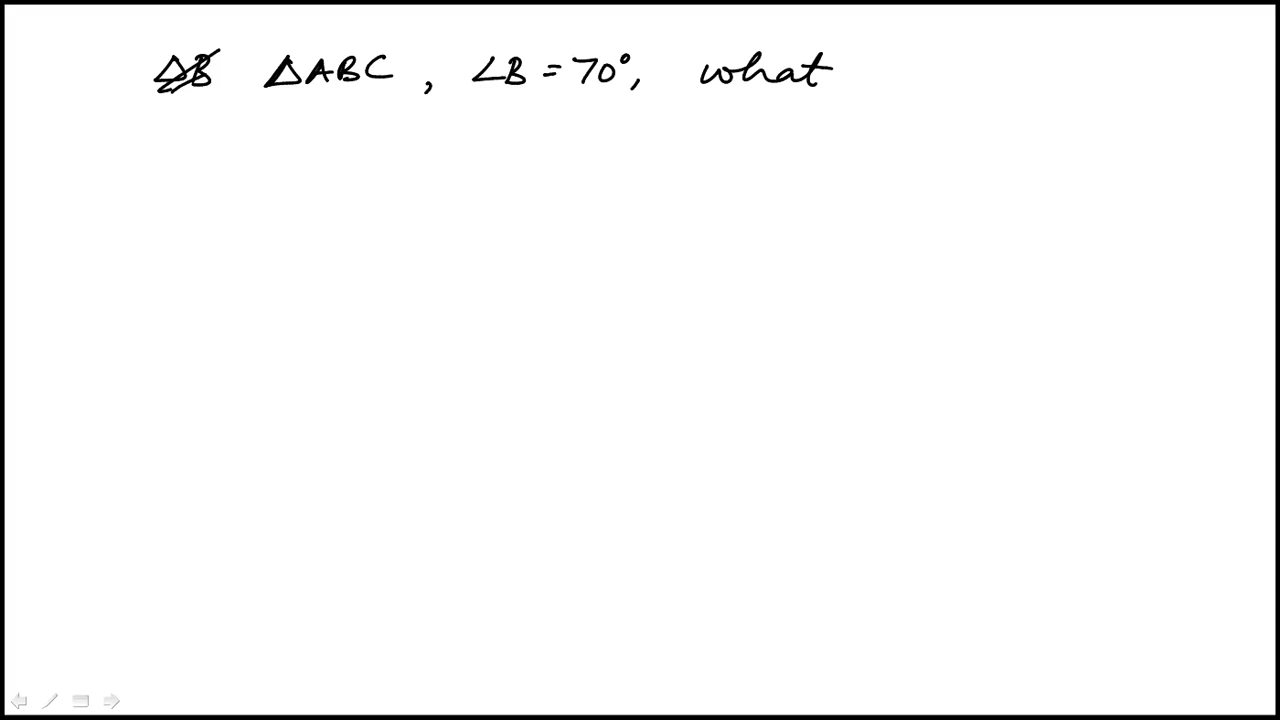 △B △ABC, ∠B = 70°, what